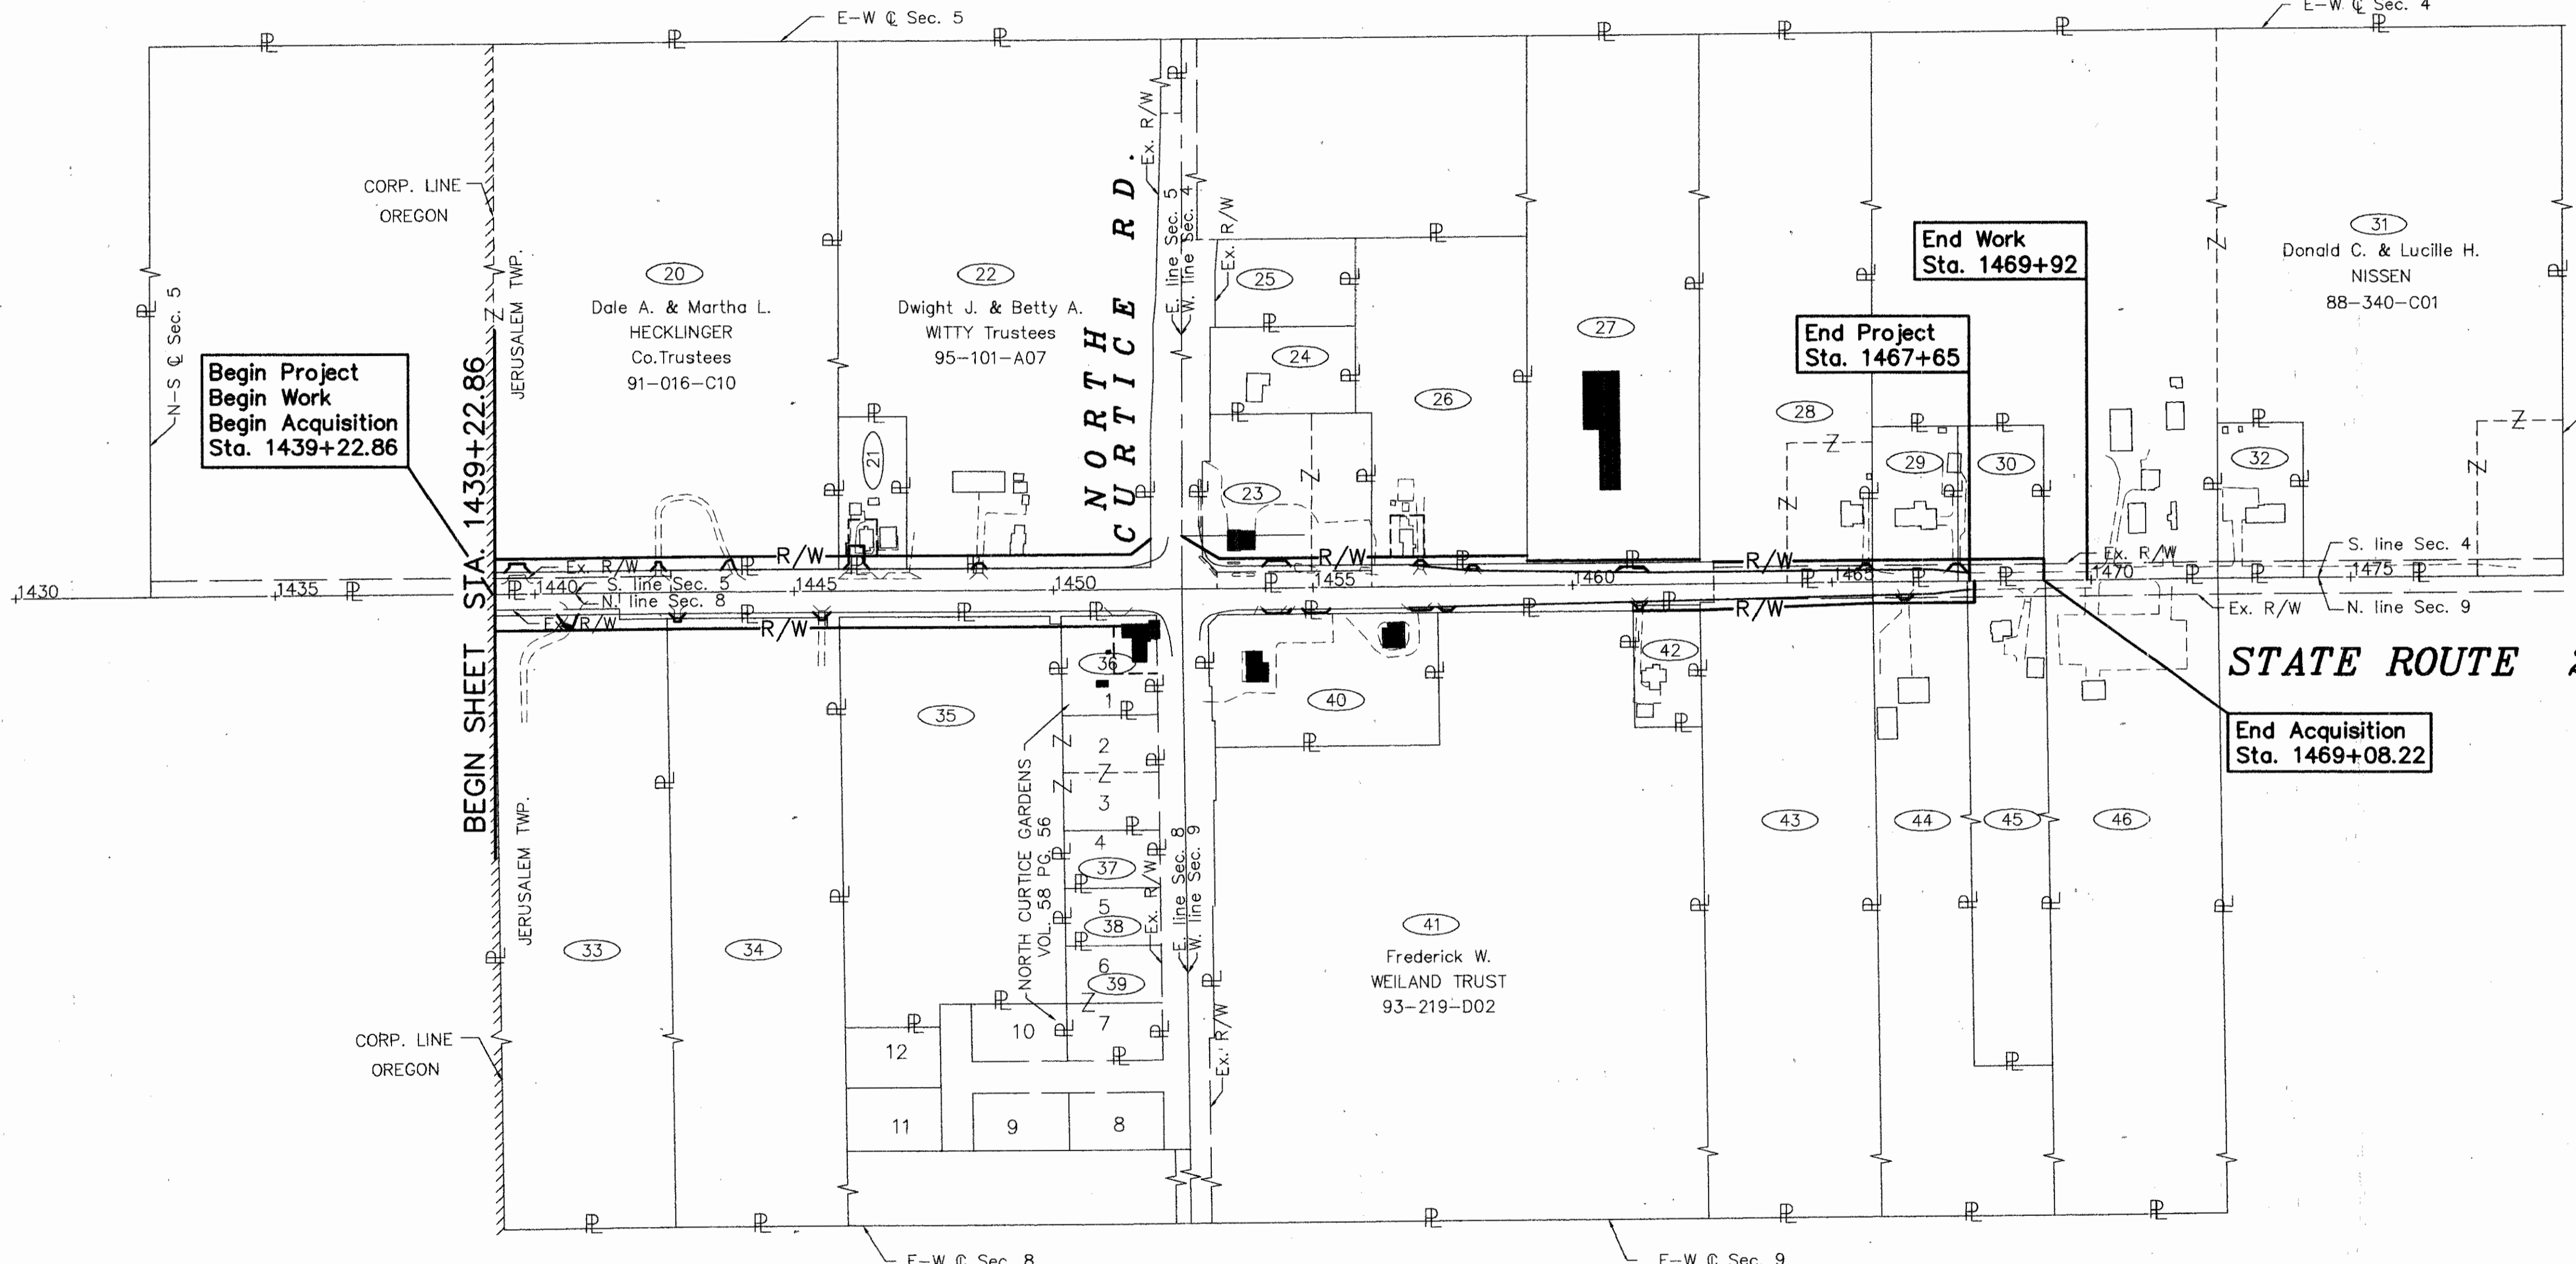 E-W ℄ Sec. 5
E-W ℄ Sec. 4
N-S ℄ Sec. 5
CORP. LINE
OREGON
JERUSALEM TWP.
Begin Project
Begin Work
Begin Acquisition
Sta. 1439+22.86
BEGIN SHEET STA. 1439+22.86
20
Dale A. & Martha L.
HECKLINGER
Co.Trustees
91-016-C10
22
Dwight J. & Betty A.
WITTY Trustees
95-101-A07
21
NORTH
CURTICE RD.
Ex. R/W
E. line Sec. 5
W. line Sec. 4
Ex. R/W
25
24
23
26
27
28
29
30
End Work
Sta. 1469+92
End Project
Sta. 1467+65
31
Donald C. & Lucille H.
NISSEN
88-340-C01
32
R/W
R/W
R/W
Ex. R/W
Ex. R/W
S. line Sec. 4
1430
1435
1440
1445
1450
1455
1460
1465
1470
1475
S. line Sec. 5
N. line Sec. 8
Ex. R/W
R/W
R/W
Ex. R/W
N. line Sec. 9
STATE ROUTE
End Acquisition
Sta. 1469+08.22
JERUSALEM TWP.
33
34
35
36
1
2
3
4
37
5
38
6
39
7
10
12
11
9
8
NORTH CURTICE GARDENS
VOL. 58 PG. 56
Ex. R/W
E. line Sec. 8
W. line Sec. 9
Ex. R/W
40
41
Frederick W.
WEILAND TRUST
93-219-D02
42
43
44
45
46
CORP. LINE
OREGON
E-W ℄ Sec. 8
E-W ℄ Sec. 9